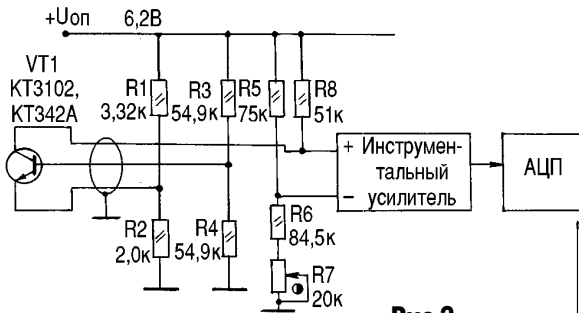 +Uоп 6,2В
VT1
КТ3102,
КТ342А
R1
3,32к
R3
54,9к
R5
75к
R8
51к
+ Инструмен-
тальный
− усилитель
АЦП
R2
2,0к
R4
54,9к
R6
84,5к
R7
20к